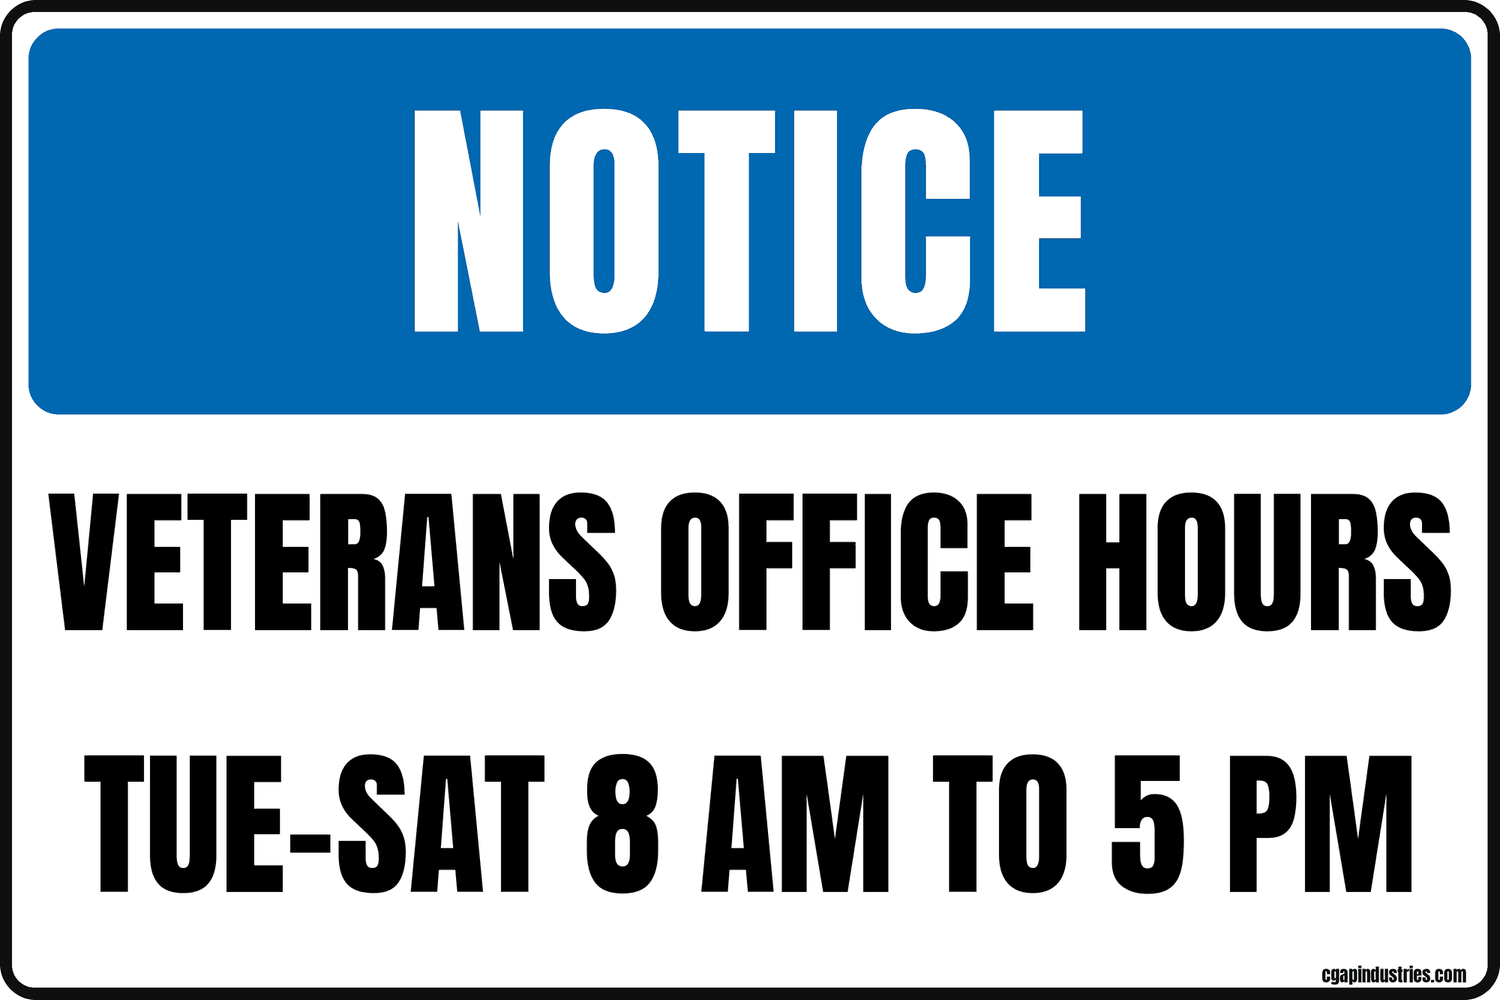 NOTICE
VETERANS OFFICE HOURS
TUE-SAT 8 AM TO 5 PM
cgapindustries.com